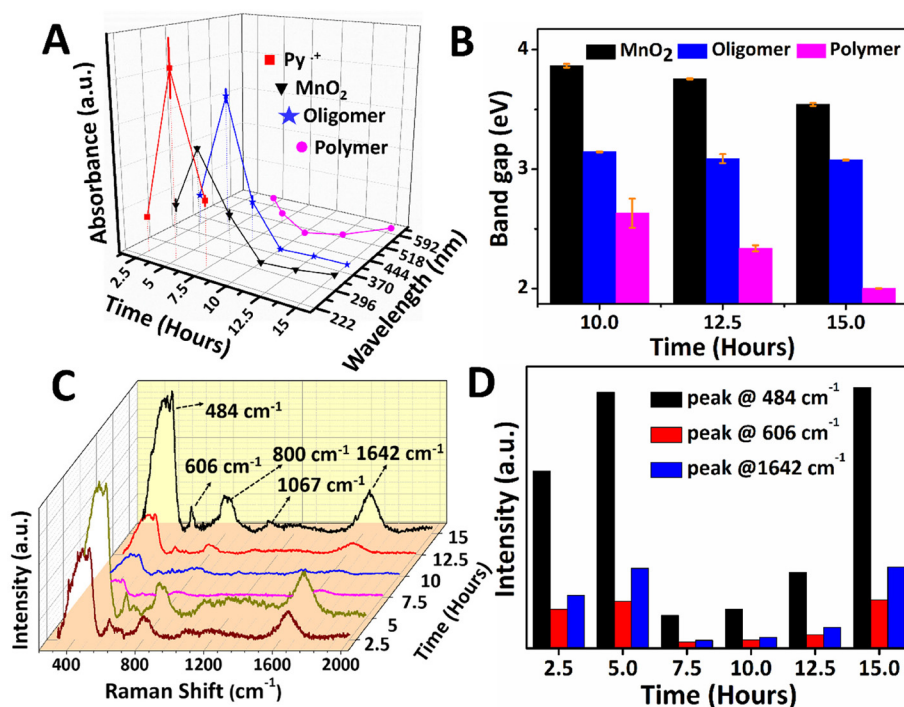 A
Absorbance (a.u.)
Py ·+
MnO2
Oligomer
Polymer
2.5
5
7.5
10
12.5
15
Time (Hours)
222
296
370
444
518
592
Wavelength (nm)
B
MnO2 Oligomer Polymer
Band gap (eV)
4
3
2
10.0 12.5 15.0
Time (Hours)
C
484 cm-1
606 cm-1
800 cm-1
1067 cm-1
1642 cm-1
Intensity (a.u.)
400 800 1200 1600 2000
Raman Shift (cm-1)
15
12.5
10
7.5
5
2.5
Time (Hours)
D
peak @ 484 cm-1
peak @ 606 cm-1
peak @1642 cm-1
Intensity (a.u.)
2.5 5.0 7.5 10.0 12.5 15.0
Time (Hours)